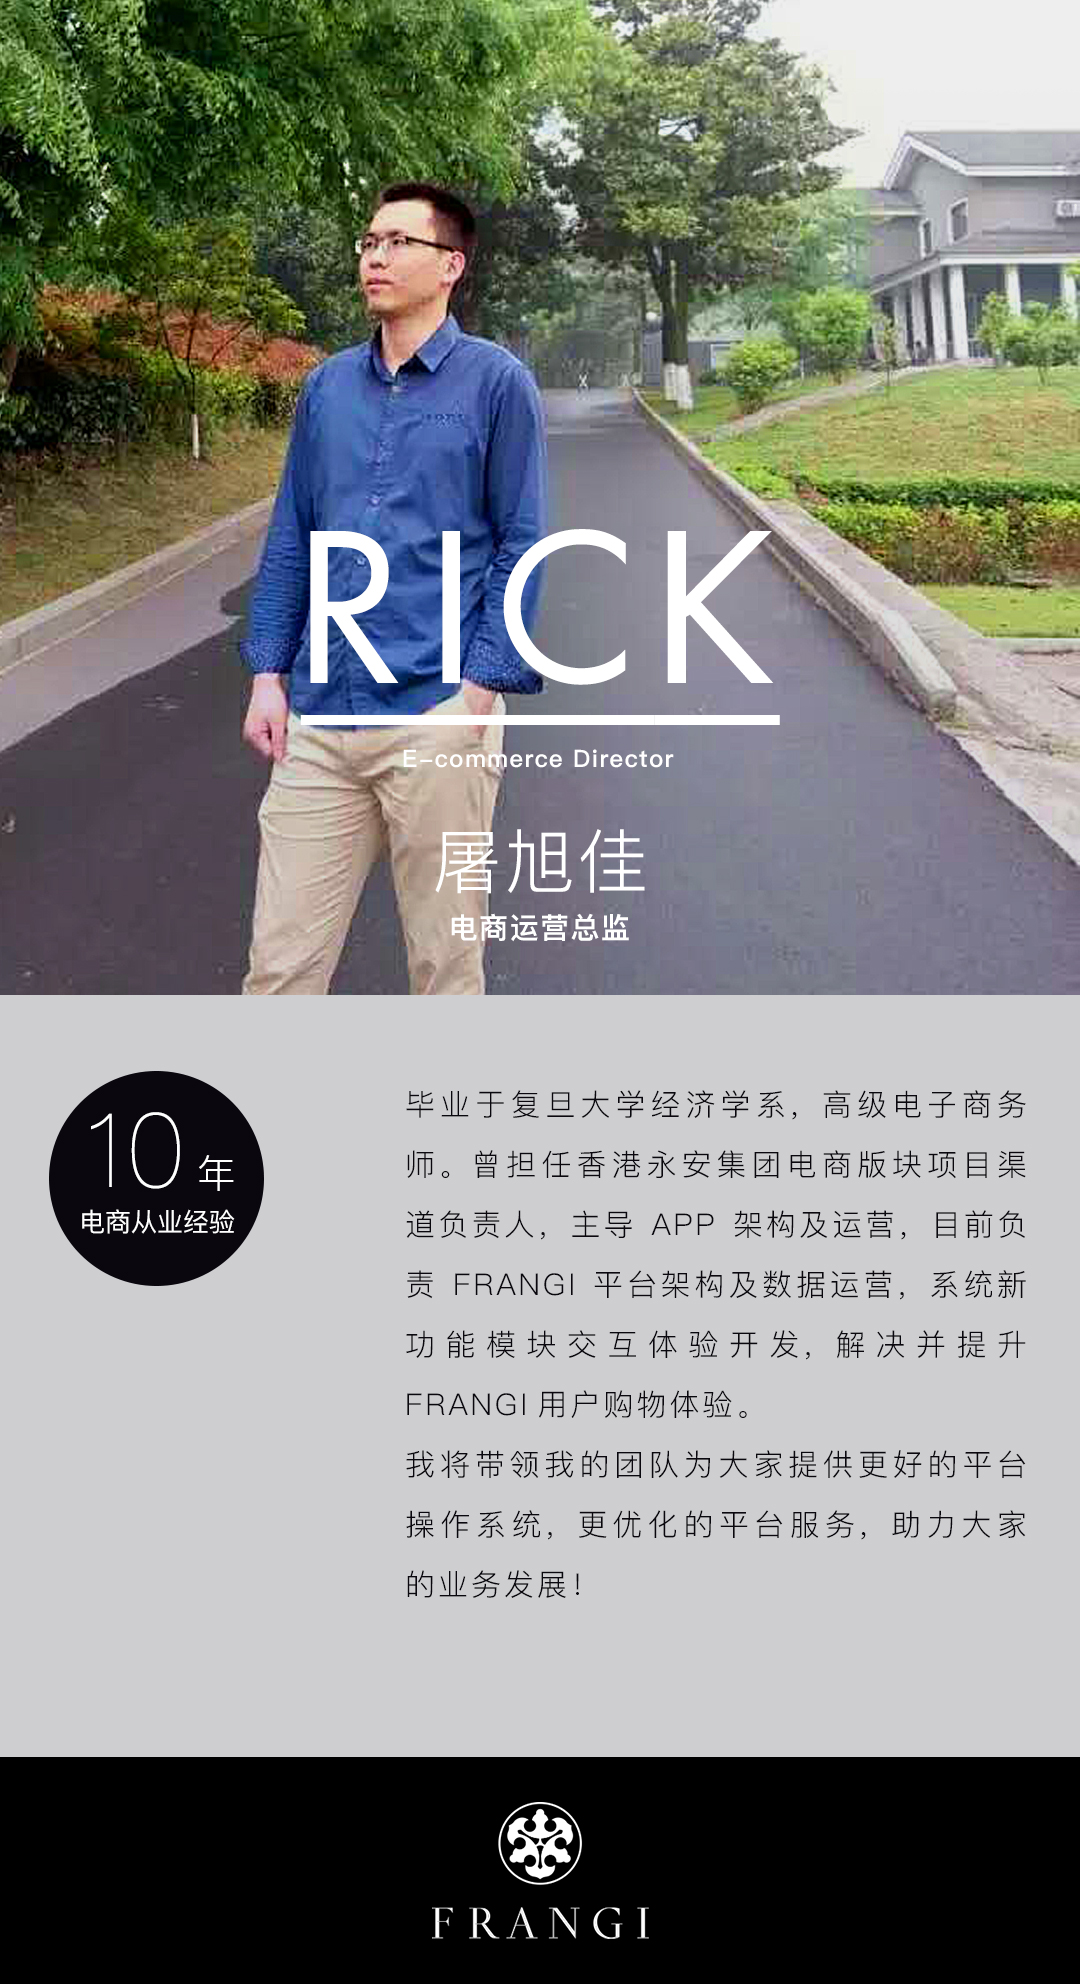 RICK
E-commerce Director
屠旭佳
电商运营总监
10 年
电商从业经验
毕业于复旦大学经济学系，高级电子商务
师。曾担任香港永安集团电商版块项目渠
道负责人，主导 APP 架构及运营，目前负
责 FRANGI 平台架构及数据运营，系统新
功能模块交互体验开发，解决并提升
FRANGI 用户购物体验。
我将带领我的团队为大家提供更好的平台
操作系统，更优化的平台服务，助力大家
的业务发展！
FRANGI